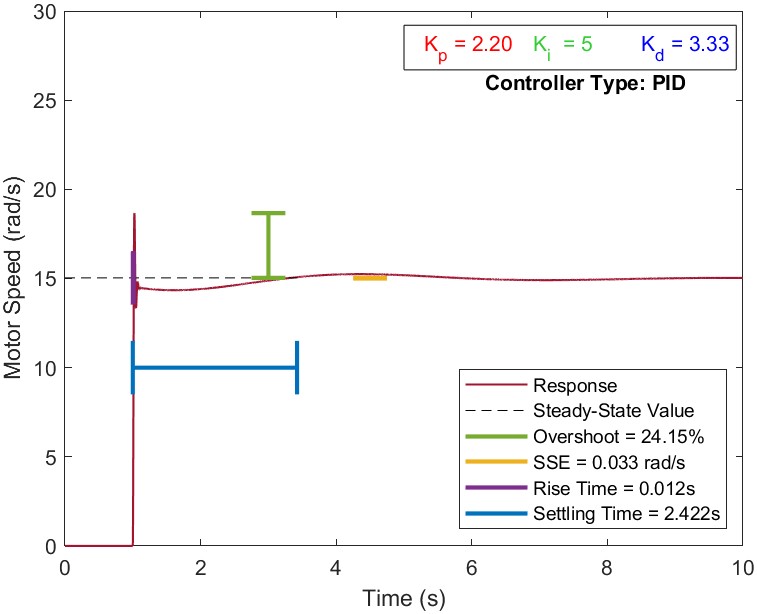 30
25
20
15
10
5
0
Motor Speed (rad/s)
Kp = 2.20 Ki = 5 Kd = 3.33
Controller Type: PID
Response
Steady-State Value
Overshoot = 24.15%
SSE = 0.033 rad/s
Rise Time = 0.012s
Settling Time = 2.422s
0 2 4 6 8 10
Time (s)